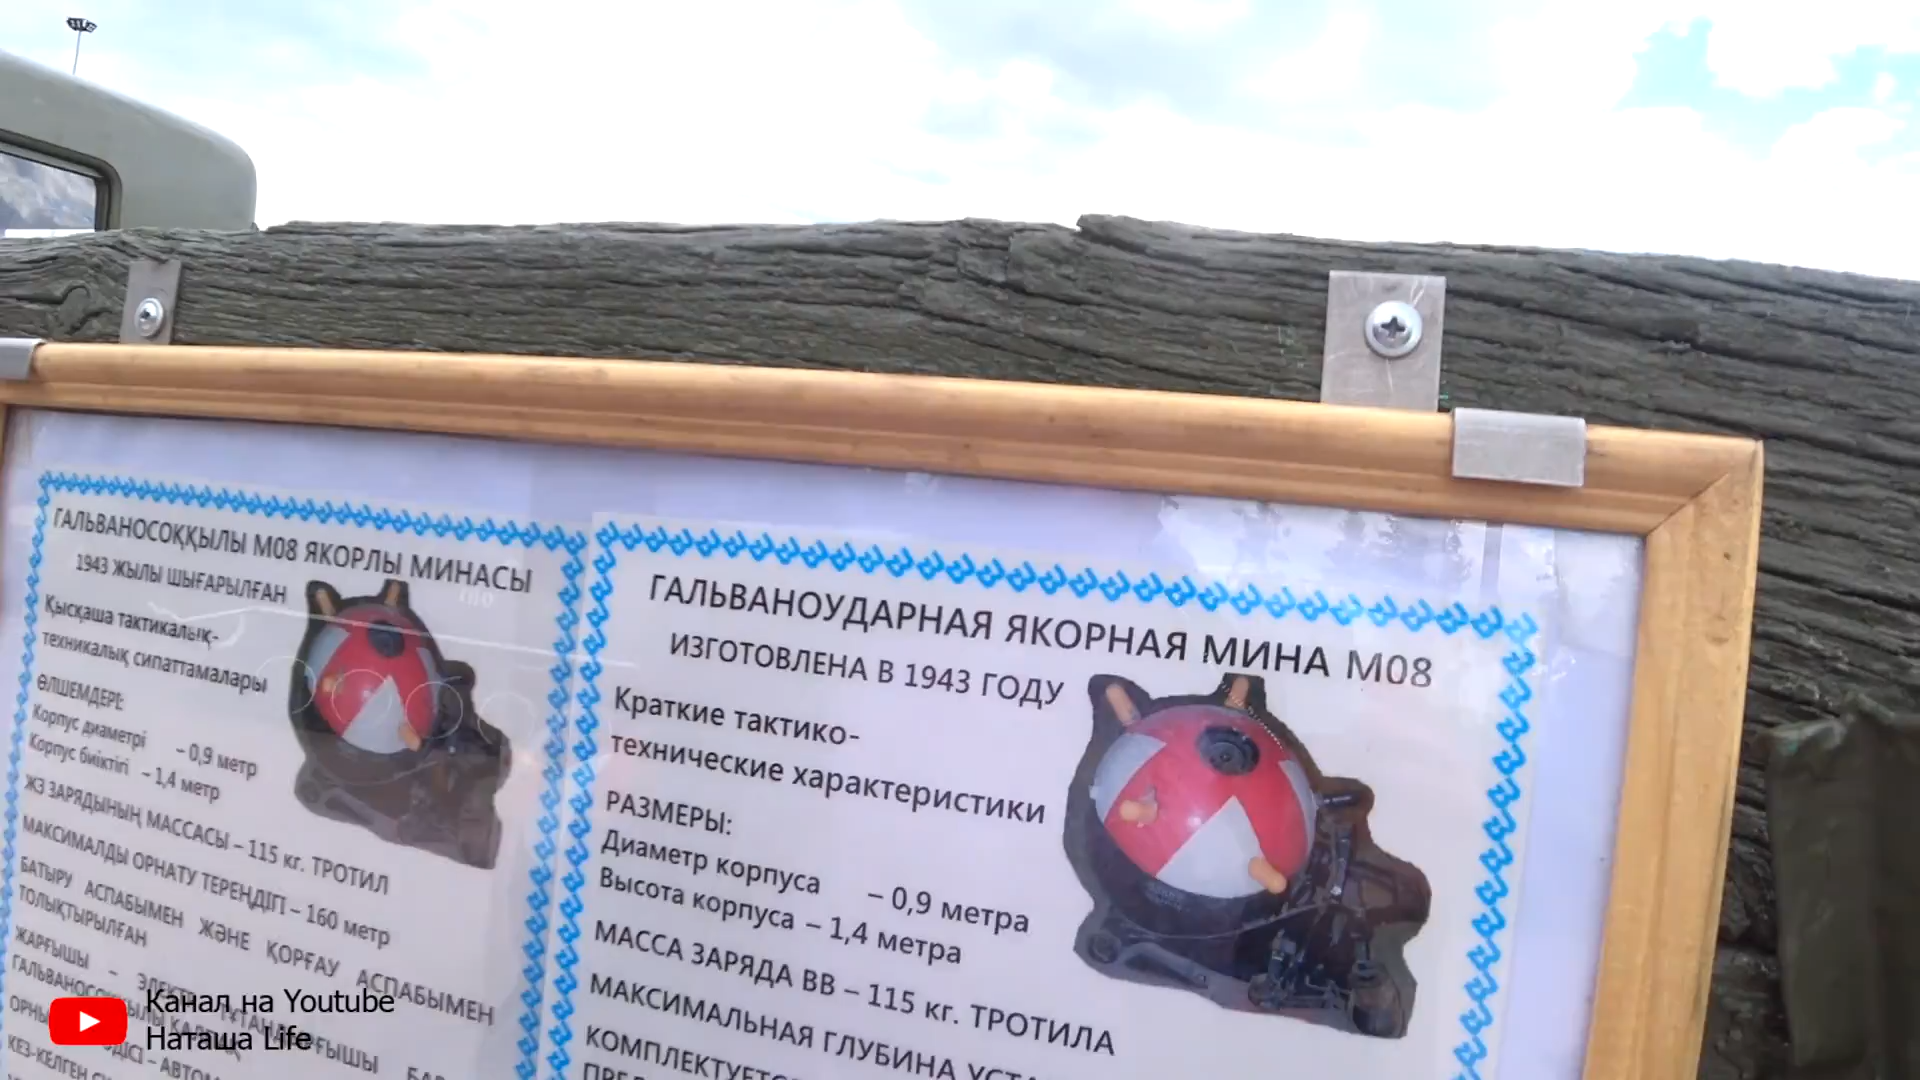 ГАЛЬВАНОСОҚҚЫЛЫ М08 ЯКОРЛЫ МИНАСЫ
1943 ЖЫЛЫ ШЫҒАРЫЛҒАН
Қысқаша тактикалық-
техникалық сипаттамалары
ӨЛШЕМДЕРІ:
Корпус диаметрі – 0,9 метр
Корпус биіктігі – 1,4 метр
ЖЗ ЗАРЯДЫНЫҢ МАССАСЫ – 115 кг. ТРОТИЛ
МАКСИМАЛДЫ ОРНАТУ ТЕРЕҢДІГІ – 160 метр
БАТЫРУ АСПАБЫМЕН ЖӘНЕ ҚОРҒАУ АСПАБЫМЕН
ТОЛЫҚТЫРЫЛҒАН
ЖАРҒЫШЫ –
КЕЗ-КЕЛГЕН
ГАЛЬВАНОУДАРНАЯ ЯКОРНАЯ МИНА М08
ИЗГОТОВЛЕНА В 1943 ГОДУ
Краткие тактико-
технические характеристики
РАЗМЕРЫ:
Диаметр корпуса – 0,9 метра
Высота корпуса – 1,4 метра
МАССА ЗАРЯДА ВВ – 115 кг. ТРОТИЛА
МАКСИМАЛЬНАЯ ГЛУБИНА
Канал на Youtube
Наташа Life